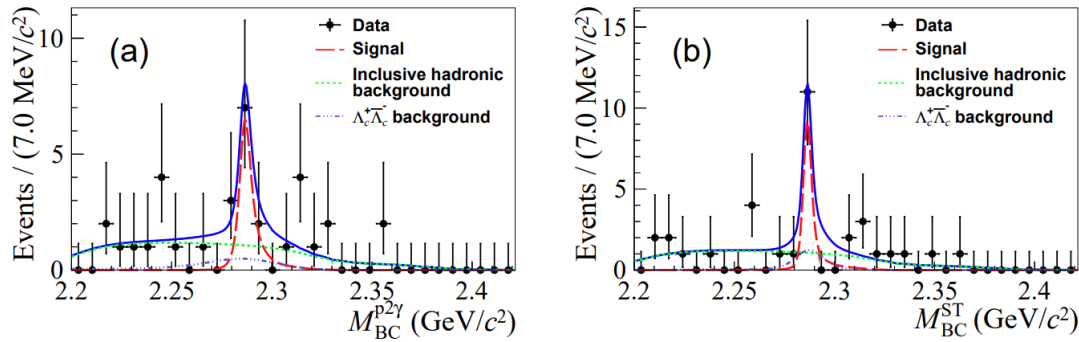 Events / (7.0 MeV/c²)
10
5
0
(a)
Data
Signal
Inclusive hadronic
background
Λc⁺Λ̅c⁻ background
2.2 2.25 2.3 2.35 2.4
M_BC^p2γ (GeV/c²)
Events / (7.0 MeV/c²)
15
10
5
0
(b)
Data
Signal
Inclusive hadronic
background
Λc⁺Λ̅c⁻ background
2.2 2.25 2.3 2.35 2.4
M_BC^ST (GeV/c²)